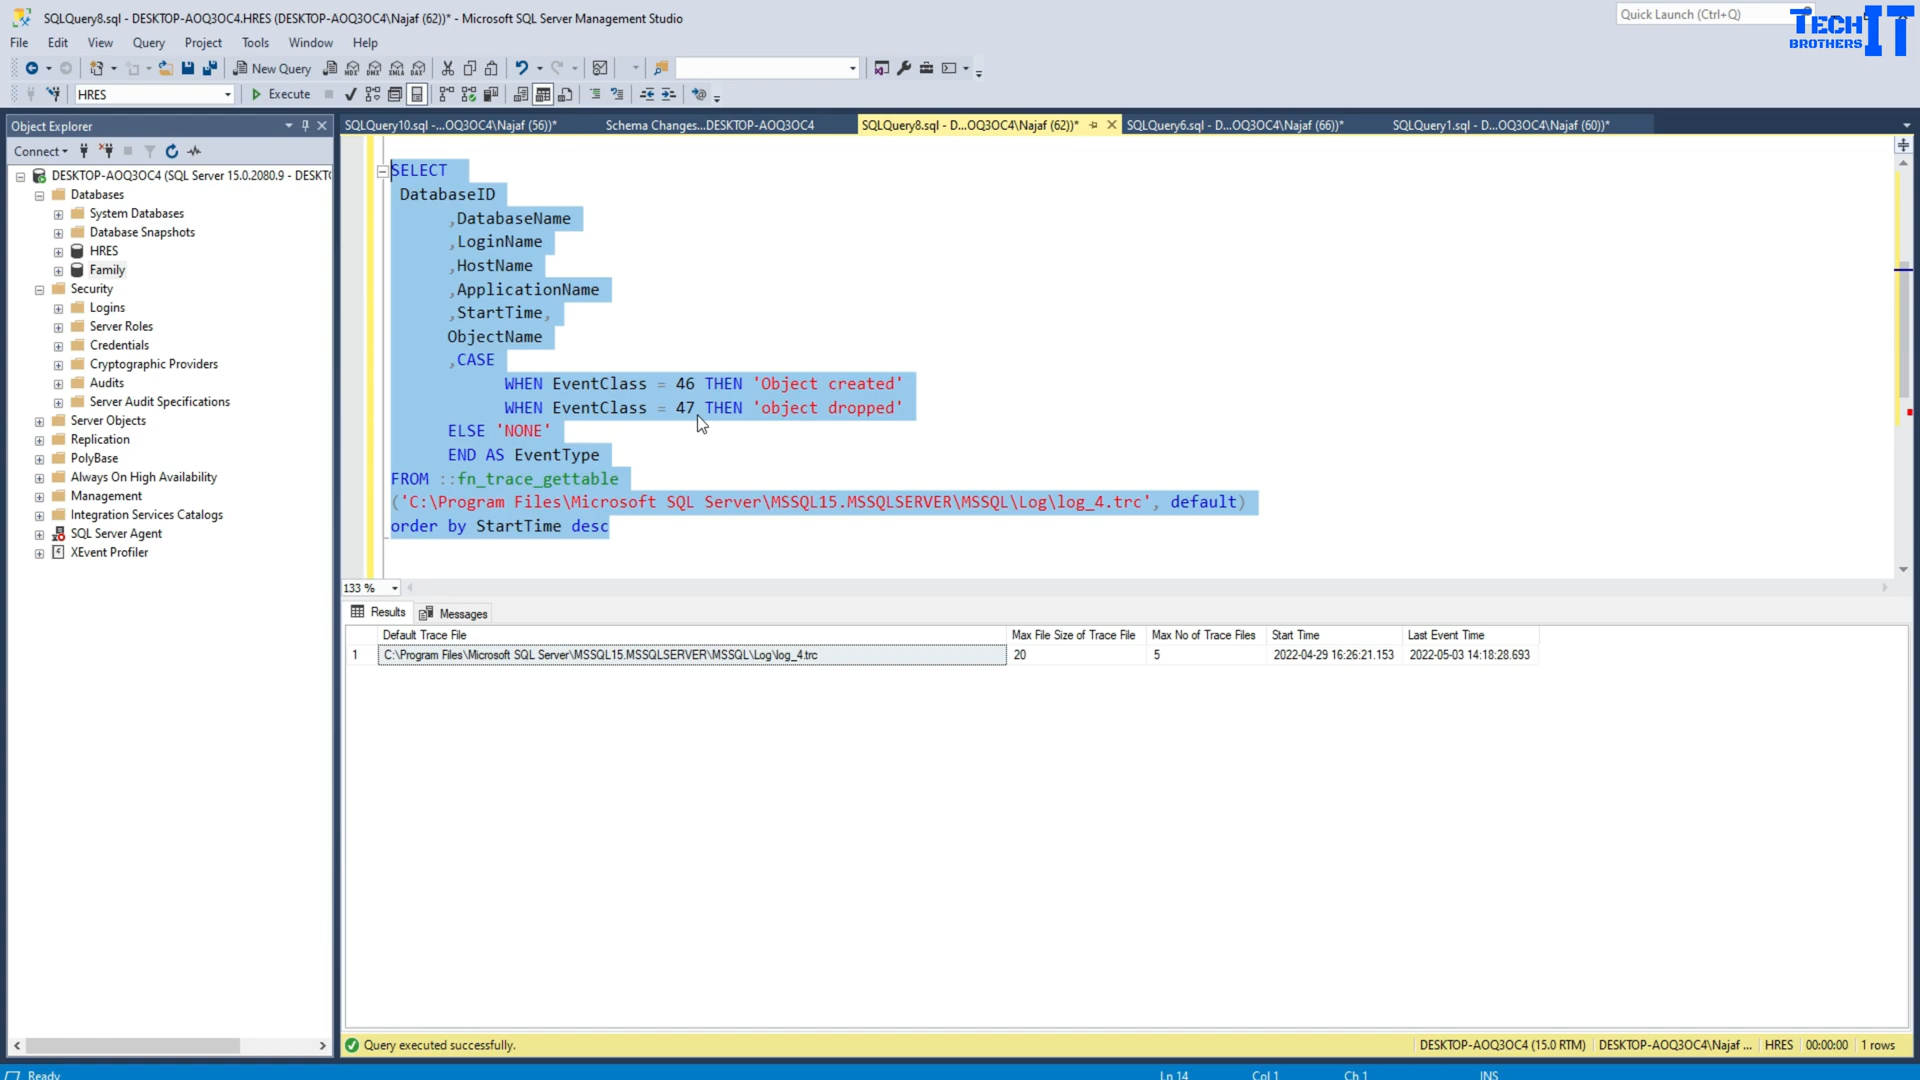 SQLQuery8.sql - DESKTOP-AOQ3OC4.HRES (DESKTOP-AOQ3OC4\Najaf (62))* - Microsoft SQL Server Management Studio
Quick Launch (Ctrl+Q)
TECH IT
BROTHERS
File Edit View Query Project Tools Window Help
New Query
HRES
Execute
Object Explorer
SQLQuery10.sql -...OQ3OC4\Najaf (56))*
Schema Changes...DESKTOP-AOQ3OC4
SQLQuery8.sql - D...OQ3OC4\Najaf (62))*
SQLQuery6.sql - D...OQ3OC4\Najaf (66))*
SQLQuery1.sql - D...OQ3OC4\Najaf (60))*
Connect
DESKTOP-AOQ3OC4 (SQL Server 15.0.2080.9 - DESKT
Databases
System Databases
Database Snapshots
HRES
Family
Security
Logins
Server Roles
Credentials
Cryptographic Providers
Audits
Server Audit Specifications
Server Objects
Replication
PolyBase
Always On High Availability
Management
Integration Services Catalogs
SQL Server Agent
XEvent Profiler
SELECT
DatabaseID
,DatabaseName
,LoginName
,HostName
,ApplicationName
,StartTime,
ObjectName
,CASE
WHEN EventClass = 46 THEN 'Object created'
WHEN EventClass = 47 THEN 'object dropped'
ELSE 'NONE'
END AS EventType
FROM ::fn_trace_gettable
('C:\Program Files\Microsoft SQL Server\MSSQL15.MSSQLSERVER\MSSQL\Log\log_4.trc', default)
order by StartTime desc
133 %
Results Messages
Default Trace File Max File Size of Trace File Max No of Trace Files Start Time Last Event Time
1 C:\Program Files\Microsoft SQL Server\MSSQL15.MSSQLSERVER\MSSQL\Log\log_4.trc 20 5 2022-04-29 16:26:21.153 2022-05-03 14:18:28.693
Query executed successfully.
DESKTOP-AOQ3OC4 (15.0 RTM) DESKTOP-AOQ3OC4\Najaf ... HRES 00:00:00 1 rows
Ready Ln 14 Col 1 Ch 1 INS